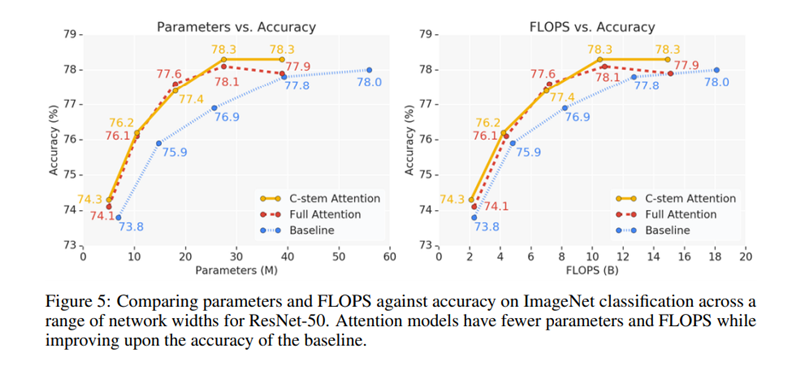 Parameters vs. Accuracy
79
78
77
76
75
74
73
Accuracy (%)
78.3
78.3
77.9
77.6
78.1
77.8
78.0
77.4
76.9
76.2
76.1
75.9
74.3
74.1
73.8
C-stem Attention
Full Attention
Baseline
0 10 20 30 40 50 60
Parameters (M)
FLOPS vs. Accuracy
79
78
77
76
75
74
73
Accuracy (%)
78.3
78.3
77.9
77.6
78.1
77.8
78.0
77.4
76.9
76.2
76.1
75.9
74.3
74.1
73.8
C-stem Attention
Full Attention
Baseline
0 2 4 6 8 10 12 14 16 18 20
FLOPS (B)
Figure 5: Comparing parameters and FLOPS against accuracy on ImageNet classification across a
range of network widths for ResNet-50. Attention models have fewer parameters and FLOPS while
improving upon the accuracy of the baseline.